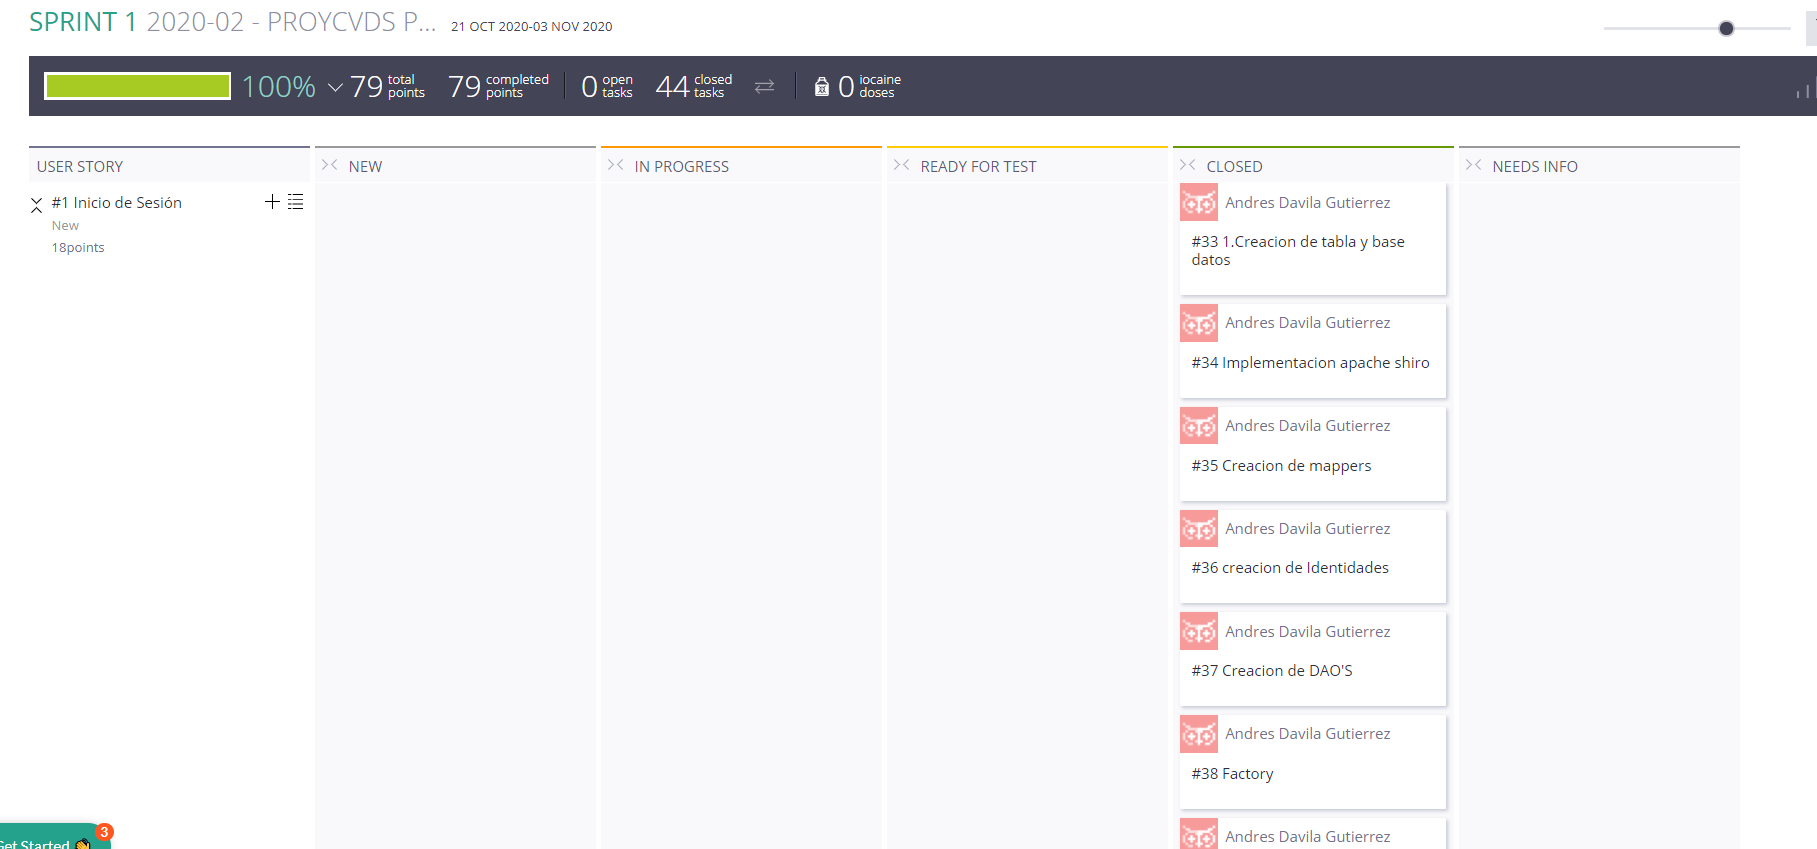 SPRINT 1 2020-02 - PROYCVDS P... 21 OCT 2020-03 NOV 2020
100% 79 total points 79 completed points 0 open tasks 44 closed tasks 0 iocaine doses
USER STORY NEW IN PROGRESS READY FOR TEST CLOSED NEEDS INFO
#1 Inicio de Sesión
New
18points
Andres Davila Gutierrez
#33 1.Creacion de tabla y base
datos
Andres Davila Gutierrez
#34 Implementacion apache shiro
Andres Davila Gutierrez
#35 Creacion de mappers
Andres Davila Gutierrez
#36 creacion de Identidades
Andres Davila Gutierrez
#37 Creacion de DAO'S
Andres Davila Gutierrez
#38 Factory
Andres Davila Gutierrez
3
Get Started